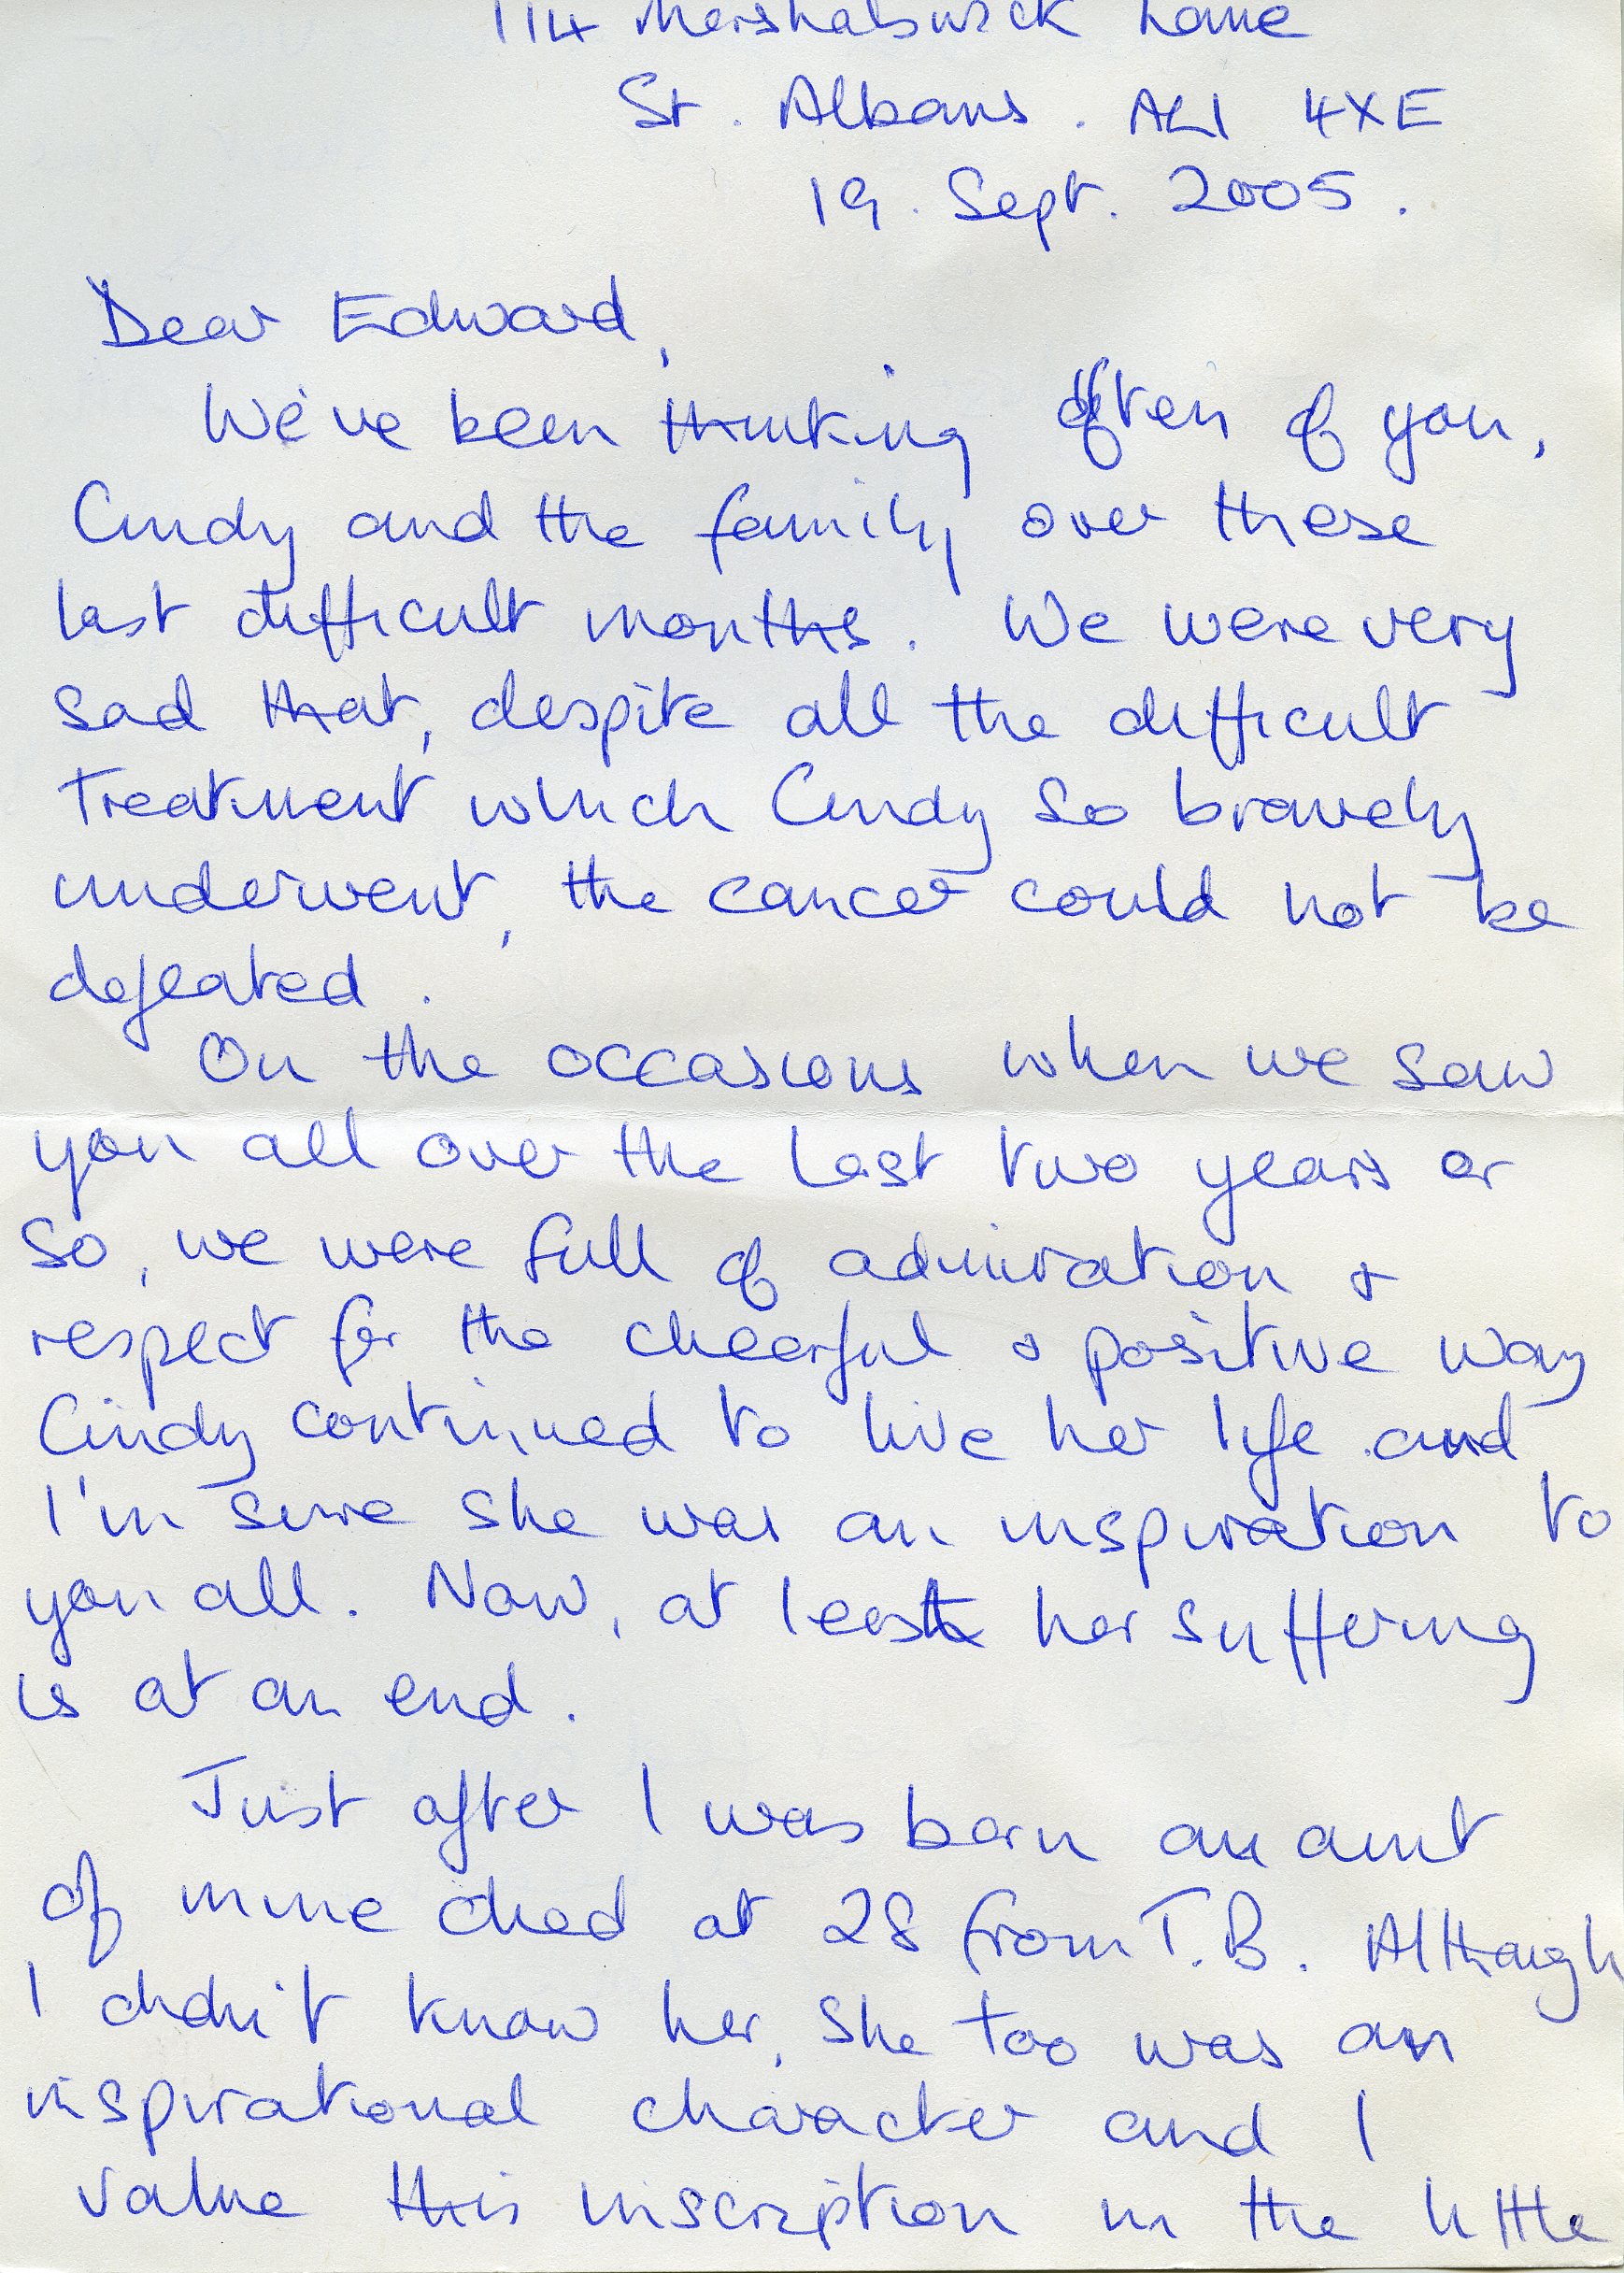 114 Marshalswick Lane
St. Albans. AL1 4XE
19. Sept. 2005.
Dear Edward,
We've been thinking often of you,
Cindy and the family over these
last difficult months. We were very
sad that, despite all the difficult
treatment which Cindy so bravely
underwent, the cancer could not be
defeated.
On the occasions when we saw
you all over the last two years or
so, we were full of admiration &
respect for the cheerful & positive way
Cindy continued to live her life and
I'm sure she was an inspiration to
you all. Now, at least her suffering
is at an end.
Just after I was born an aunt
of mine died at 28 from T.B. Although
I didn't know her, she too was an
inspirational character and I
value this inscription in the little